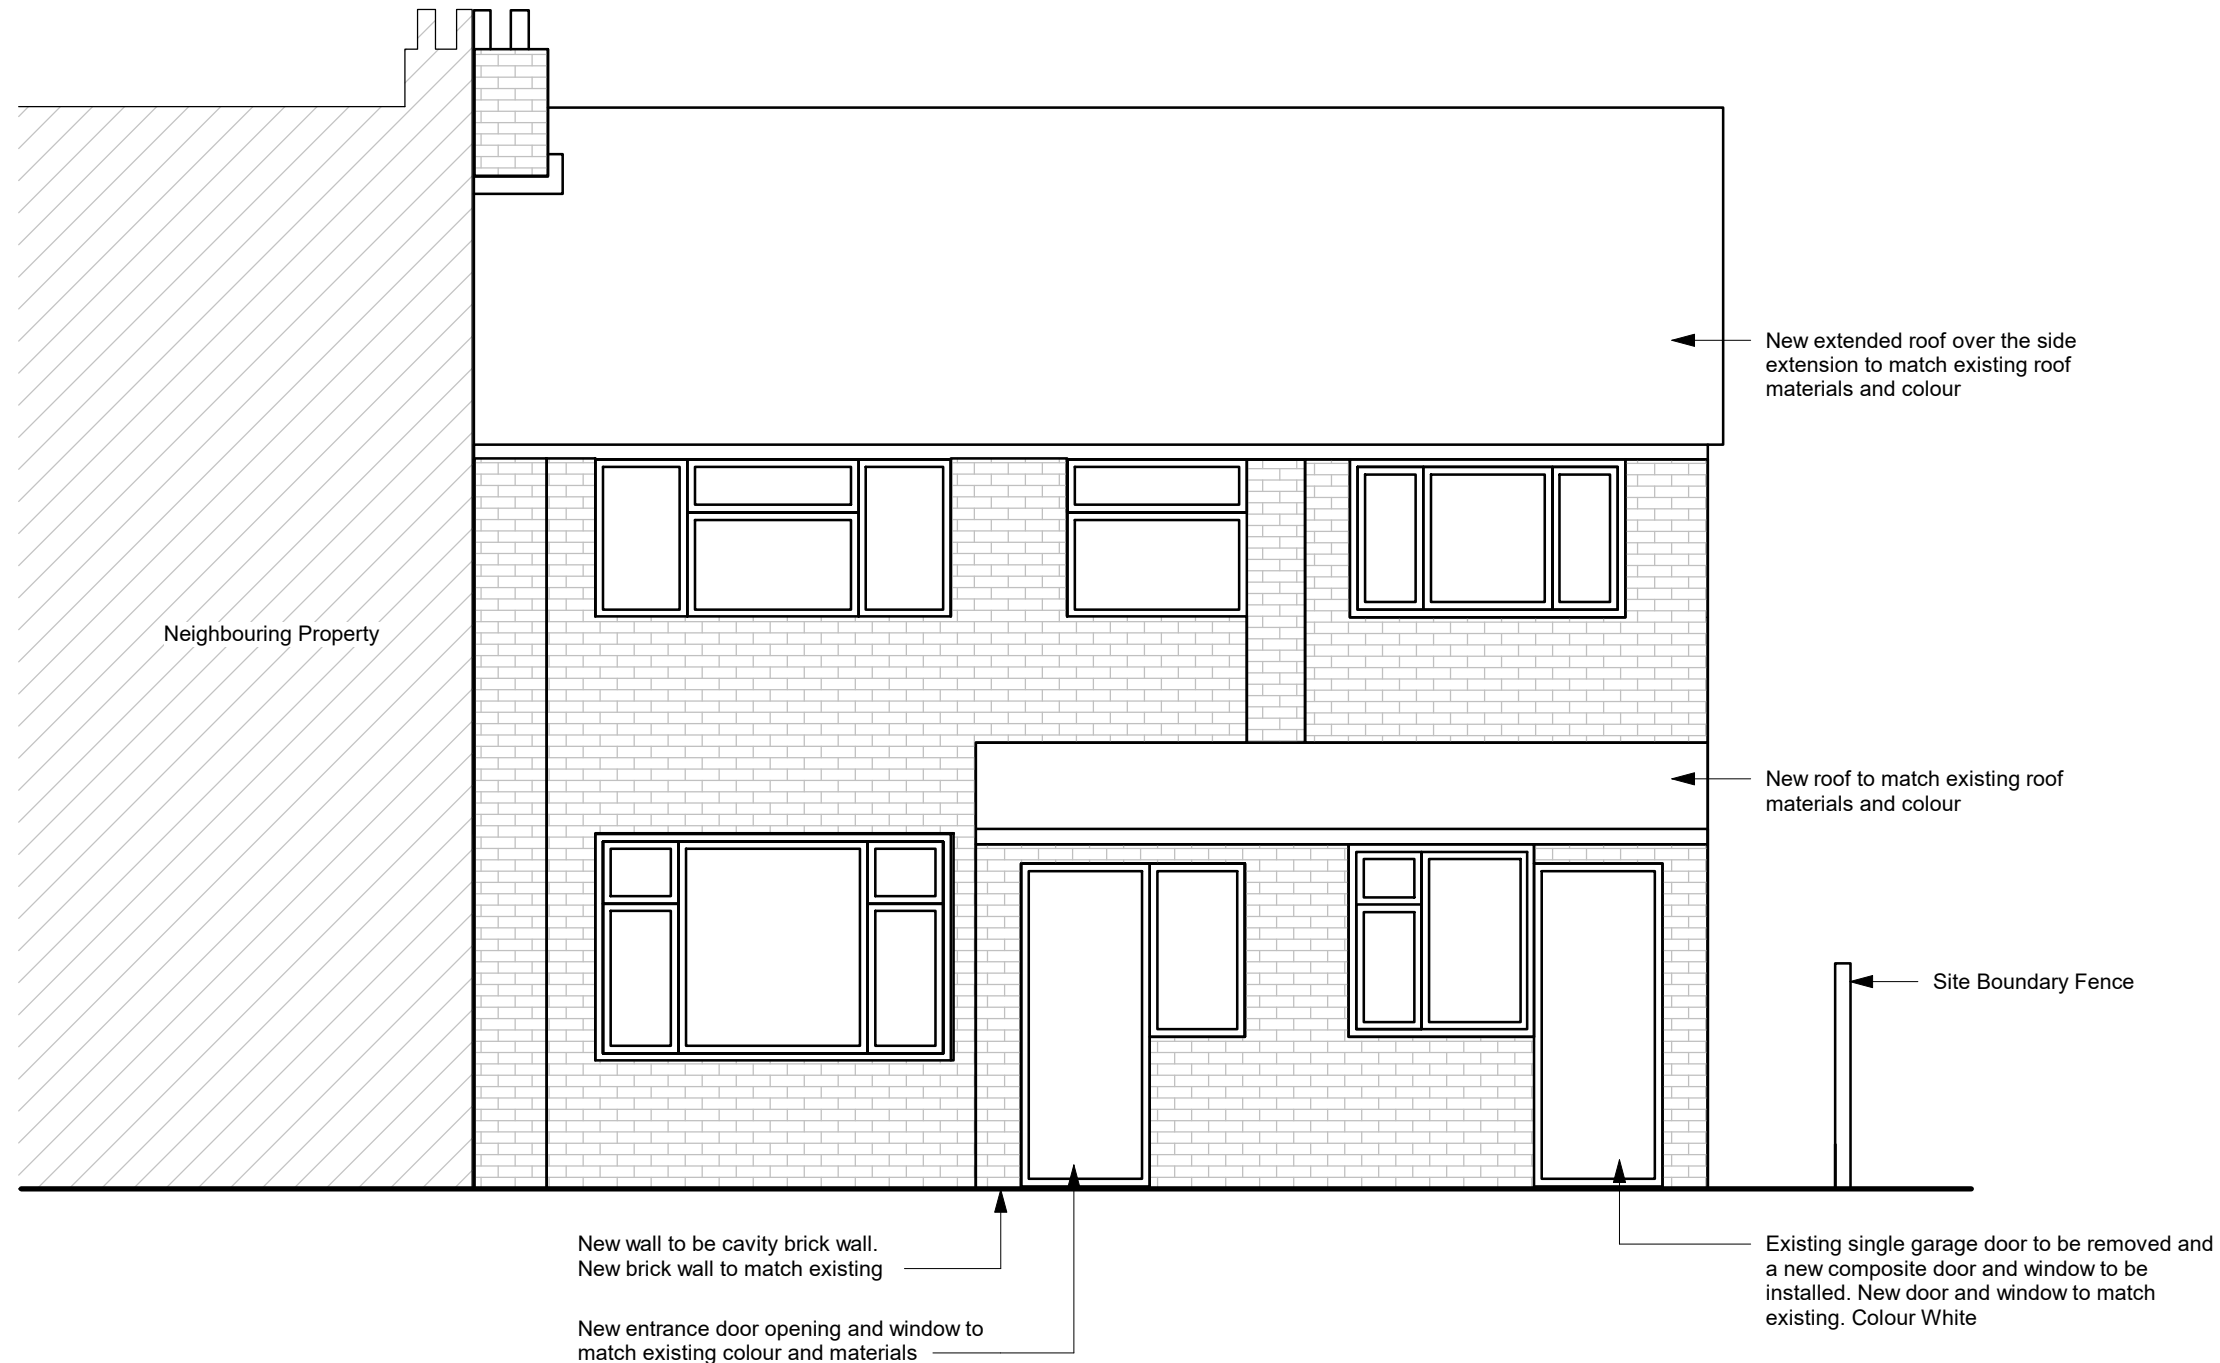 New extended roof over the side
extension to match existing roof
materials and colour
Neighbouring Property
New roof to match existing roof
materials and colour
Site Boundary Fence
New wall to be cavity brick wall.
New brick wall to match existing
New entrance door opening and window to
match existing colour and materials
Existing single garage door to be removed and
a new composite door and window to be
installed. New door and window to match
existing. Colour White